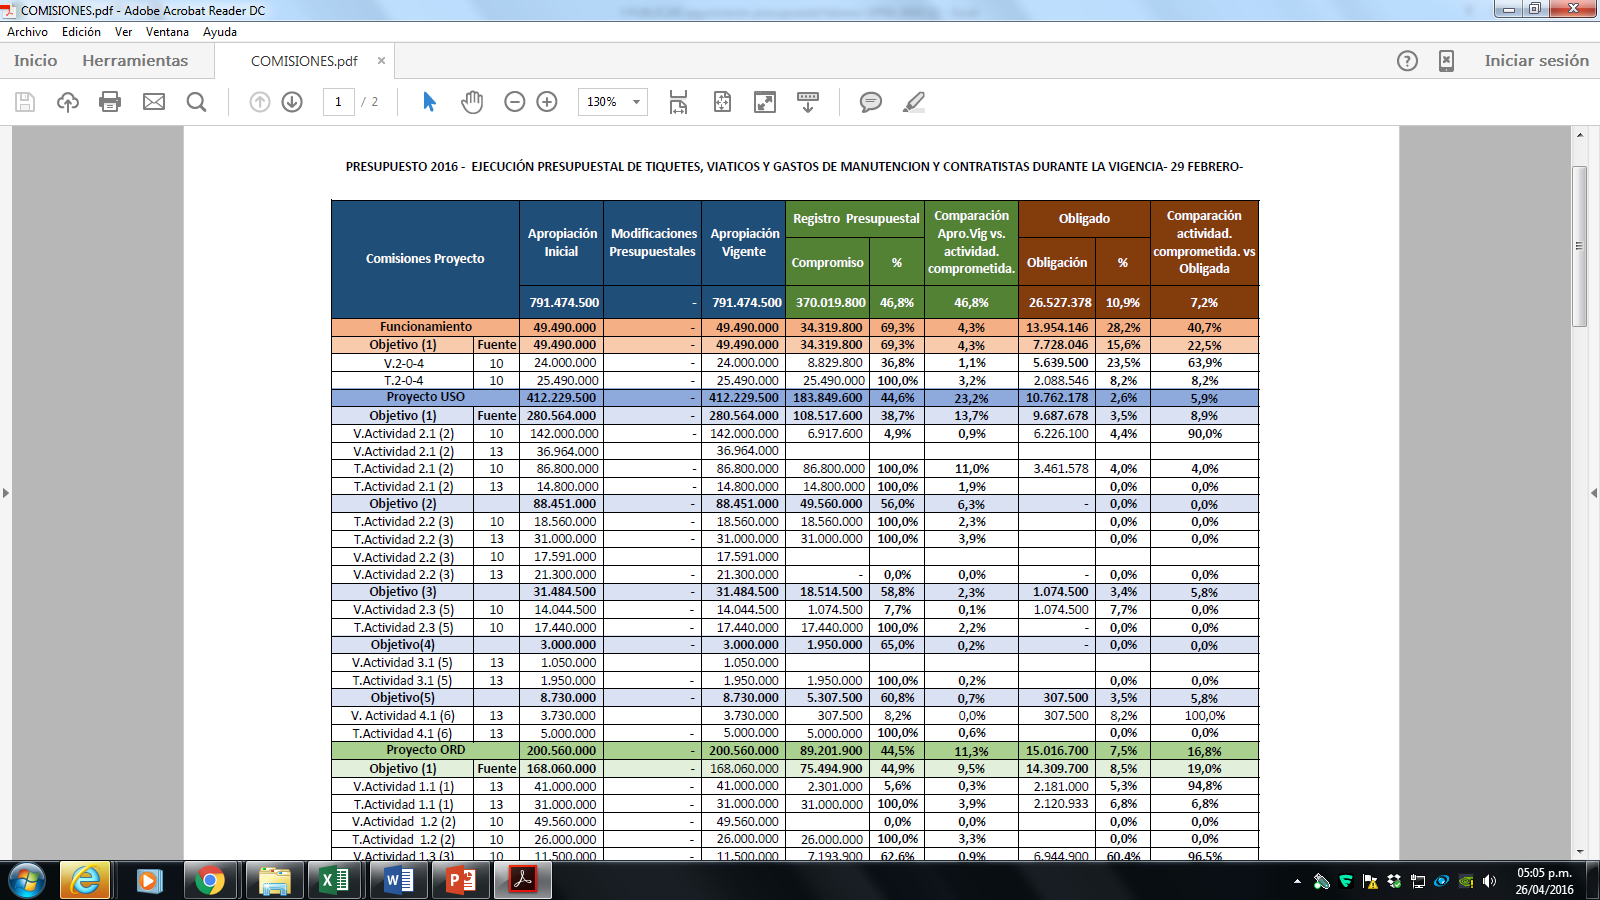 COMISIONES.pdf - Adobe Acrobat Reader DC
Archivo Edición Ver Ventana Ayuda
Inicio Herramientas COMISIONES.pdf × Iniciar sesión
1 / 2 130%
PRESUPUESTO 2016 - EJECUCIÓN PRESUPUESTAL DE TIQUETES, VIATICOS Y GASTOS DE MANUTENCION Y CONTRATISTAS DURANTE LA VIGENCIA- 29 FEBRERO-
Comisiones Proyecto
Apropiación Inicial
Modificaciones Presupuestales
Apropiación Vigente
Registro Presupuestal
Compromiso %
Comparación Apro.Vig vs. actividad. comprometida.
Obligado
Obligación %
Comparación actividad. comprometida. vs Obligada
791.474.500 - 791.474.500 370.019.800 46,8% 46,8% 26.527.378 10,9% 7,2%
Funcionamiento 49.490.000 - 49.490.000 34.319.800 69,3% 4,3% 13.954.146 28,2% 40,7%
Objetivo (1) Fuente 49.490.000 - 49.490.000 34.319.800 69,3% 4,3% 7.728.046 15,6% 22,5%
V.2-0-4 10 24.000.000 - 24.000.000 8.829.800 36,8% 1,1% 5.639.500 23,5% 63,9%
T.2-0-4 10 25.490.000 - 25.490.000 25.490.000 100,0% 3,2% 2.088.546 8,2% 8,2%
Proyecto USO 412.229.500 - 412.229.500 183.849.600 44,6% 23,2% 10.762.178 2,6% 5,9%
Objetivo (1) Fuente 280.564.000 - 280.564.000 108.517.600 38,7% 13,7% 9.687.678 3,5% 8,9%
V.Actividad 2.1 (2) 10 142.000.000 - 142.000.000 6.917.600 4,9% 0,9% 6.226.100 4,4% 90,0%
V.Actividad 2.1 (2) 13 36.964.000 36.964.000
T.Actividad 2.1 (2) 10 86.800.000 - 86.800.000 86.800.000 100,0% 11,0% 3.461.578 4,0% 4,0%
T.Actividad 2.1 (2) 13 14.800.000 - 14.800.000 14.800.000 100,0% 1,9% 0,0% 0,0%
Objetivo (2) 88.451.000 - 88.451.000 49.560.000 56,0% 6,3% - 0,0% 0,0%
T.Actividad 2.2 (3) 10 18.560.000 - 18.560.000 18.560.000 100,0% 2,3% 0,0% 0,0%
T.Actividad 2.2 (3) 13 31.000.000 - 31.000.000 31.000.000 100,0% 3,9% 0,0% 0,0%
V.Actividad 2.2 (3) 10 17.591.000 17.591.000
V.Actividad 2.2 (3) 13 21.300.000 - 21.300.000 - 0,0% 0,0% - 0,0% 0,0%
Objetivo (3) 31.484.500 - 31.484.500 18.514.500 58,8% 2,3% 1.074.500 3,4% 5,8%
V.Actividad 2.3 (5) 10 14.044.500 - 14.044.500 1.074.500 7,7% 0,1% 1.074.500 7,7% 0,0%
T.Actividad 2.3 (5) 10 17.440.000 - 17.440.000 17.440.000 100,0% 2,2% - 0,0% 0,0%
Objetivo(4) 3.000.000 - 3.000.000 1.950.000 65,0% 0,2% - 0,0% 0,0%
V.Actividad 3.1 (5) 13 1.050.000 1.050.000
T.Actividad 3.1 (5) 13 1.950.000 - 1.950.000 1.950.000 100,0% 0,2% 0,0% 0,0%
Objetivo(5) 8.730.000 - 8.730.000 5.307.500 60,8% 0,7% 307.500 3,5% 5,8%
V. Actividad 4.1 (6) 13 3.730.000 3.730.000 307.500 8,2% 0,0% 307.500 8,2% 100,0%
T.Actividad 4.1 (6) 13 5.000.000 - 5.000.000 5.000.000 100,0% 0,6% 0,0% 0,0%
Proyecto ORD 200.560.000 - 200.560.000 89.201.900 44,5% 11,3% 15.016.700 7,5% 16,8%
Objetivo (1) Fuente 168.060.000 - 168.060.000 75.494.900 44,9% 9,5% 14.309.700 8,5% 19,0%
V.Actividad 1.1 (1) 13 41.000.000 - 41.000.000 2.301.000 5,6% 0,3% 2.181.000 5,3% 94,8%
T.Actividad 1.1 (1) 13 31.000.000 - 31.000.000 31.000.000 100,0% 3,9% 2.120.933 6,8% 6,8%
V.Actividad 1.2 (2) 10 49.560.000 - 49.560.000 0,0% 0,0% 0,0% 0,0%
T.Actividad 1.2 (2) 10 26.000.000 - 26.000.000 26.000.000 100,0% 3,3% 0,0% 0,0%
V.Actividad 1.3 (3) 10 11.500.000 - 11.500.000 7.193.900 62,6% 0,9% 6.944.900 60,4% 96,5%
05:05 p.m.
26/04/2016